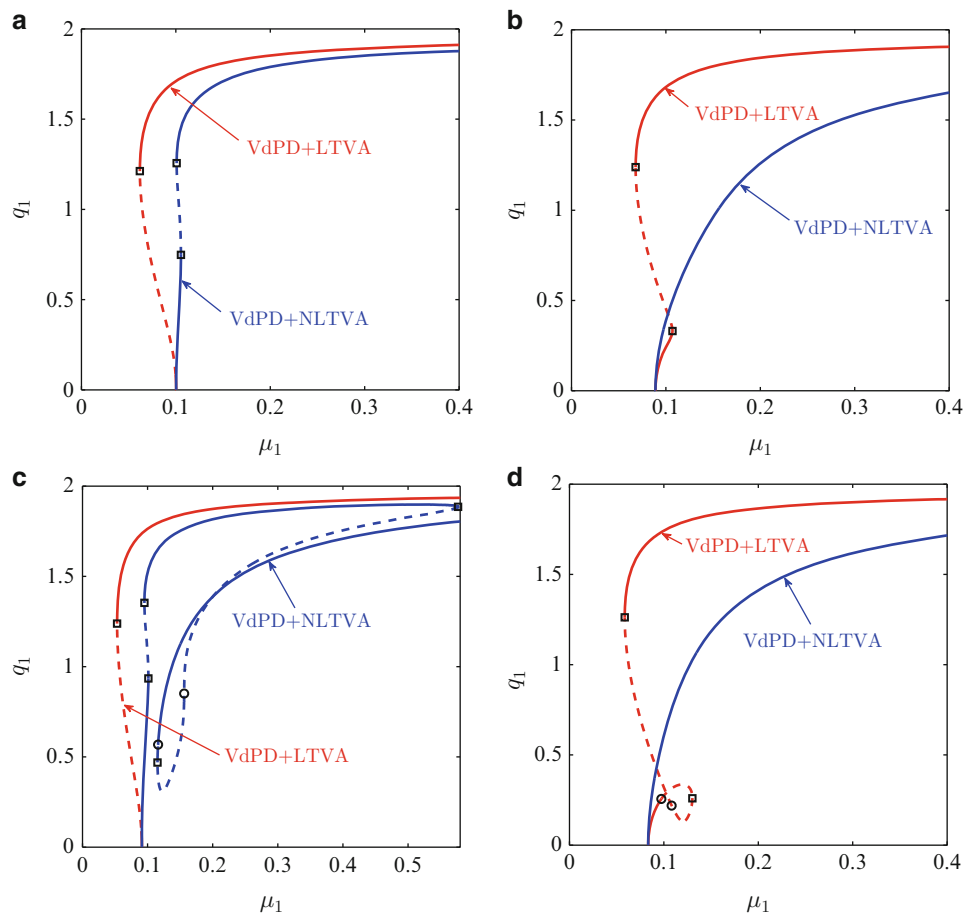 a
2
1.5
q₁
1
0.5
0
VdPD+LTVA
VdPD+NLTVA
0 0.1 0.2 0.3 0.4
μ₁
b
2
1.5
q₁
1
0.5
0
VdPD+LTVA
VdPD+NLTVA
0 0.1 0.2 0.3 0.4
μ₁
c
2
1.5
q₁
1
0.5
0
VdPD+NLTVA
VdPD+LTVA
0 0.1 0.2 0.3 0.4 0.5
μ₁
d
2
1.5
q₁
1
0.5
0
VdPD+LTVA
VdPD+NLTVA
0 0.1 0.2 0.3 0.4
μ₁